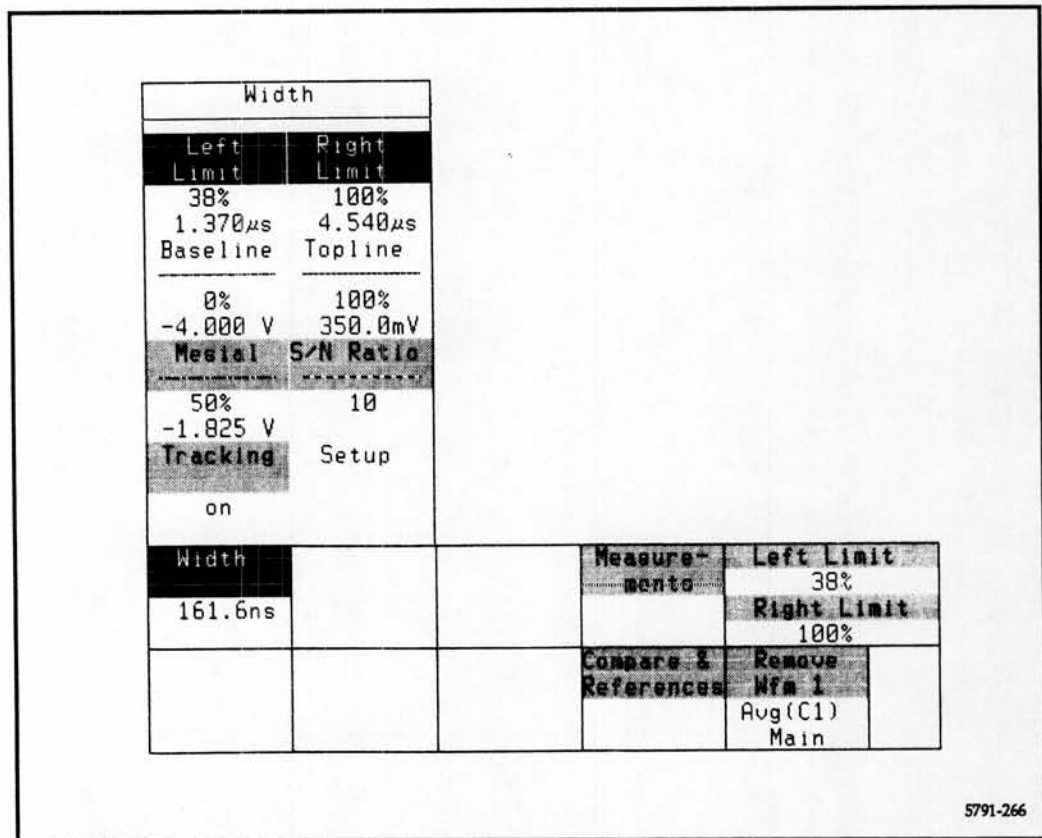 Width
Left Limit
Right Limit
38%
1.370µs
100%
4.540µs
Baseline
Topline
0%
-4.000 V
100%
350.0mV
Mesial
S/N Ratio
50%
-1.825 V
10
Tracking
on
Setup
Width
161.6ns
Measure-
ments
Left Limit
38%
Right Limit
100%
Compare &
References
Remove
Wfm 1
Avg(C1)
Main
5791-266